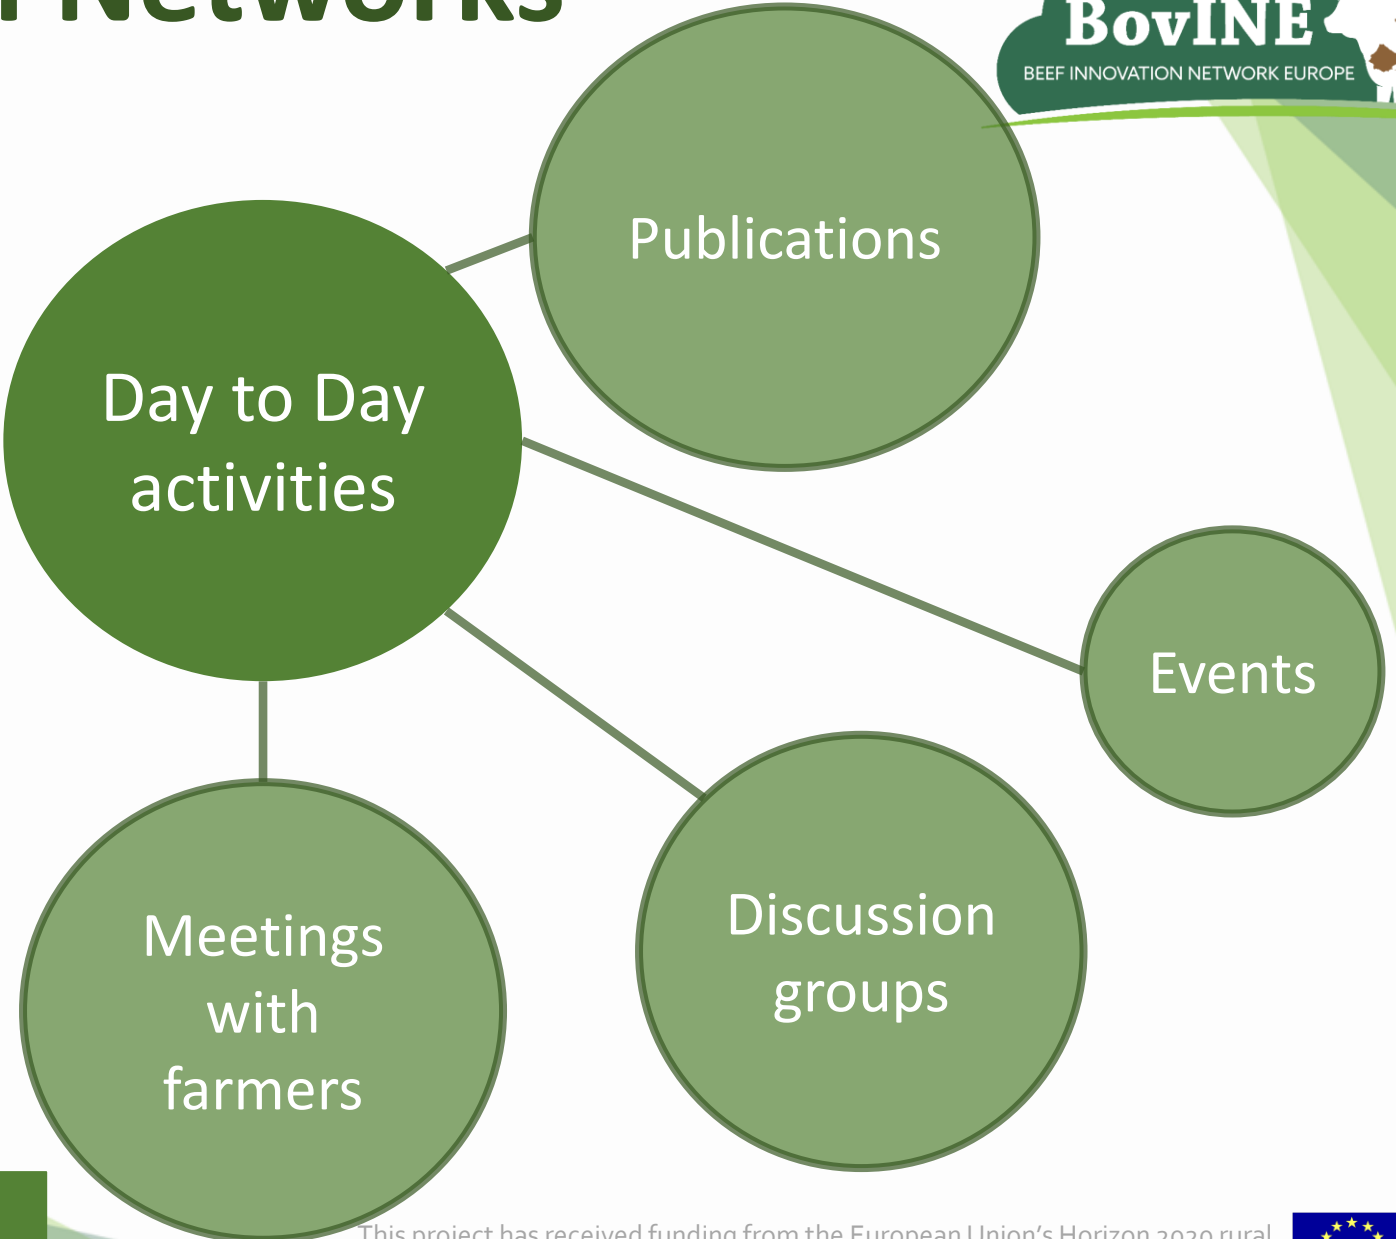 Networks
BovINE
BEEF INNOVATION NETWORK EUROPE
Publications
Day to Day
activities
Events
Discussion
groups
Meetings
with
farmers
This project has received funding from the European Union's Horizon 2020 rural